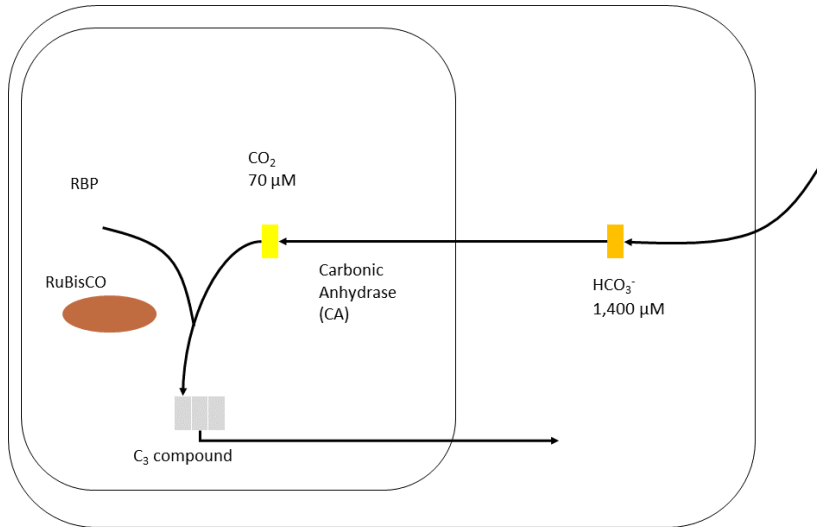 CO₂
70 µM
RBP
RuBisCO
Carbonic
Anhydrase
(CA)
HCO₃⁻
1,400 µM
C₃ compound